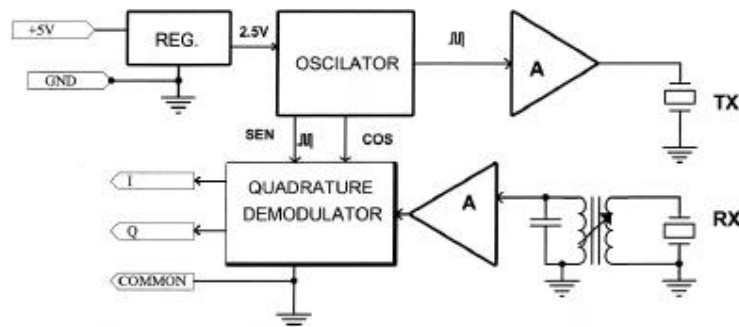 +5V
REG.
2.5V
OSCILATOR
A
TX
GND
SEN
COS
I
QUADRATURE
DEMODULATOR
A
RX
Q
COMMON